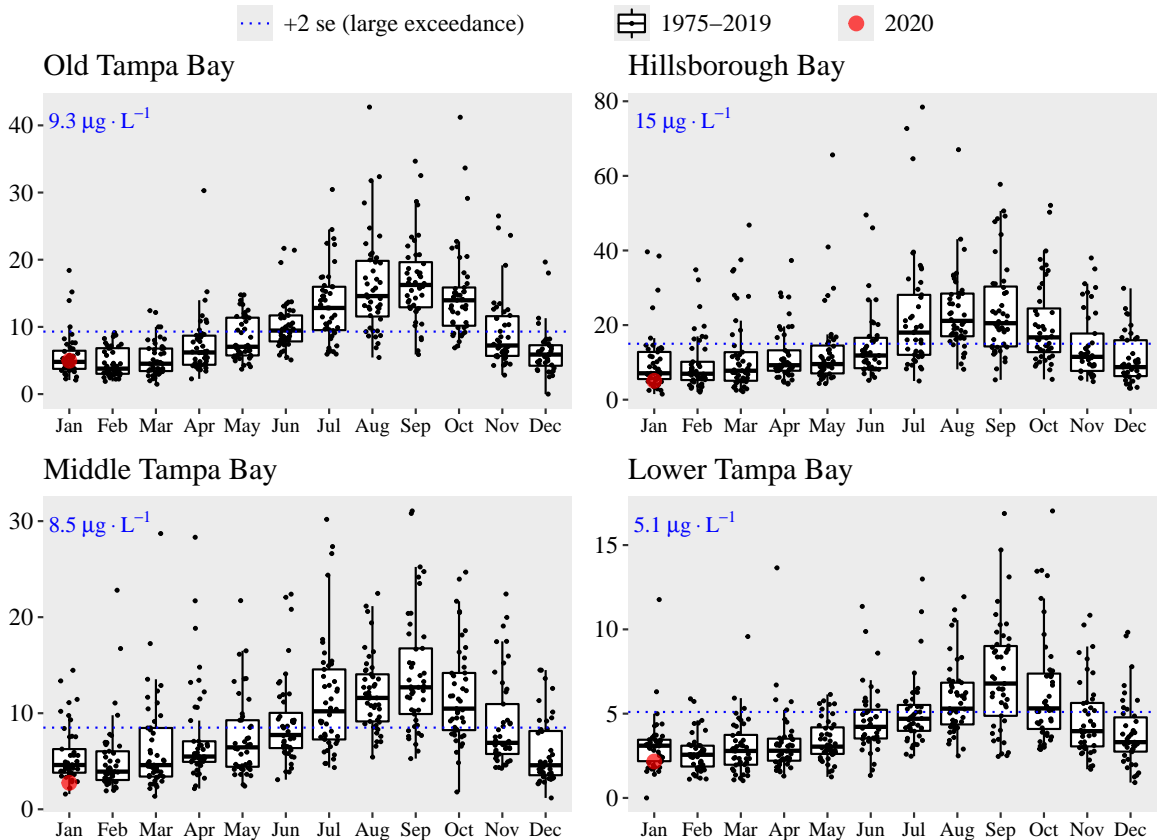 +2 se (large exceedance) 1975−2019 2020
Old Tampa Bay
9.3 μg · L−1
40
30
20
10
0
Jan Feb Mar Apr May Jun Jul Aug Sep Oct Nov Dec
Hillsborough Bay
15 μg · L−1
80
60
40
20
0
Jan Feb Mar Apr May Jun Jul Aug Sep Oct Nov Dec
Middle Tampa Bay
8.5 μg · L−1
30
20
10
0
Jan Feb Mar Apr May Jun Jul Aug Sep Oct Nov Dec
Lower Tampa Bay
5.1 μg · L−1
15
10
5
0
Jan Feb Mar Apr May Jun Jul Aug Sep Oct Nov Dec